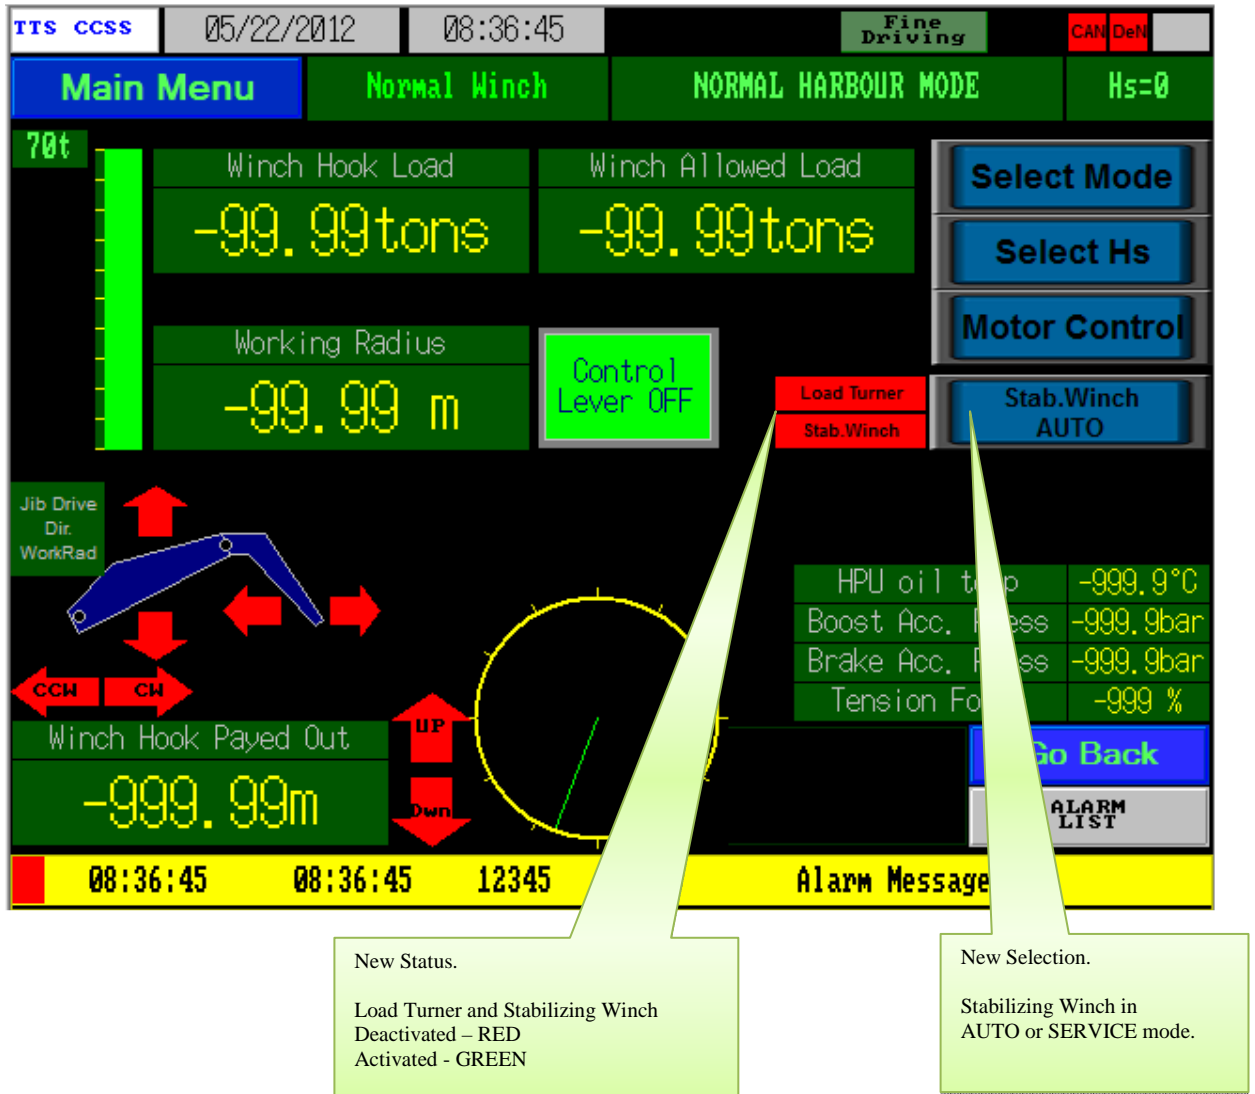 TTS CCSS
05/22/2012
08:36:45
Fine
Driving
CAN
DeN
Main Menu
Normal Winch
NORMAL HARBOUR MODE
Hs=0
70t
Winch Hook Load
-99.99tons
Winch Allowed Load
-99.99tons
Select Mode
Select Hs
Motor Control
Working Radius
-99.99 m
Control
Lever OFF
Load Turner
Stab.Winch
Stab.Winch
AUTO
Jib Drive
Dir.
WorkRad
CCW
CW
HPU oil
-999.9°C
Boost Acc.
-999.9bar
Brake Acc.
-999.9bar
Tension
-999 %
Winch Hook Payed Out
-999.99m
UP
Dwn
Go Back
ALARM
LIST
08:36:45
08:36:45
12345
Alarm Message
New Status.
Load Turner and Stabilizing Winch
Deactivated – RED
Activated - GREEN
New Selection.
Stabilizing Winch in
AUTO or SERVICE mode.